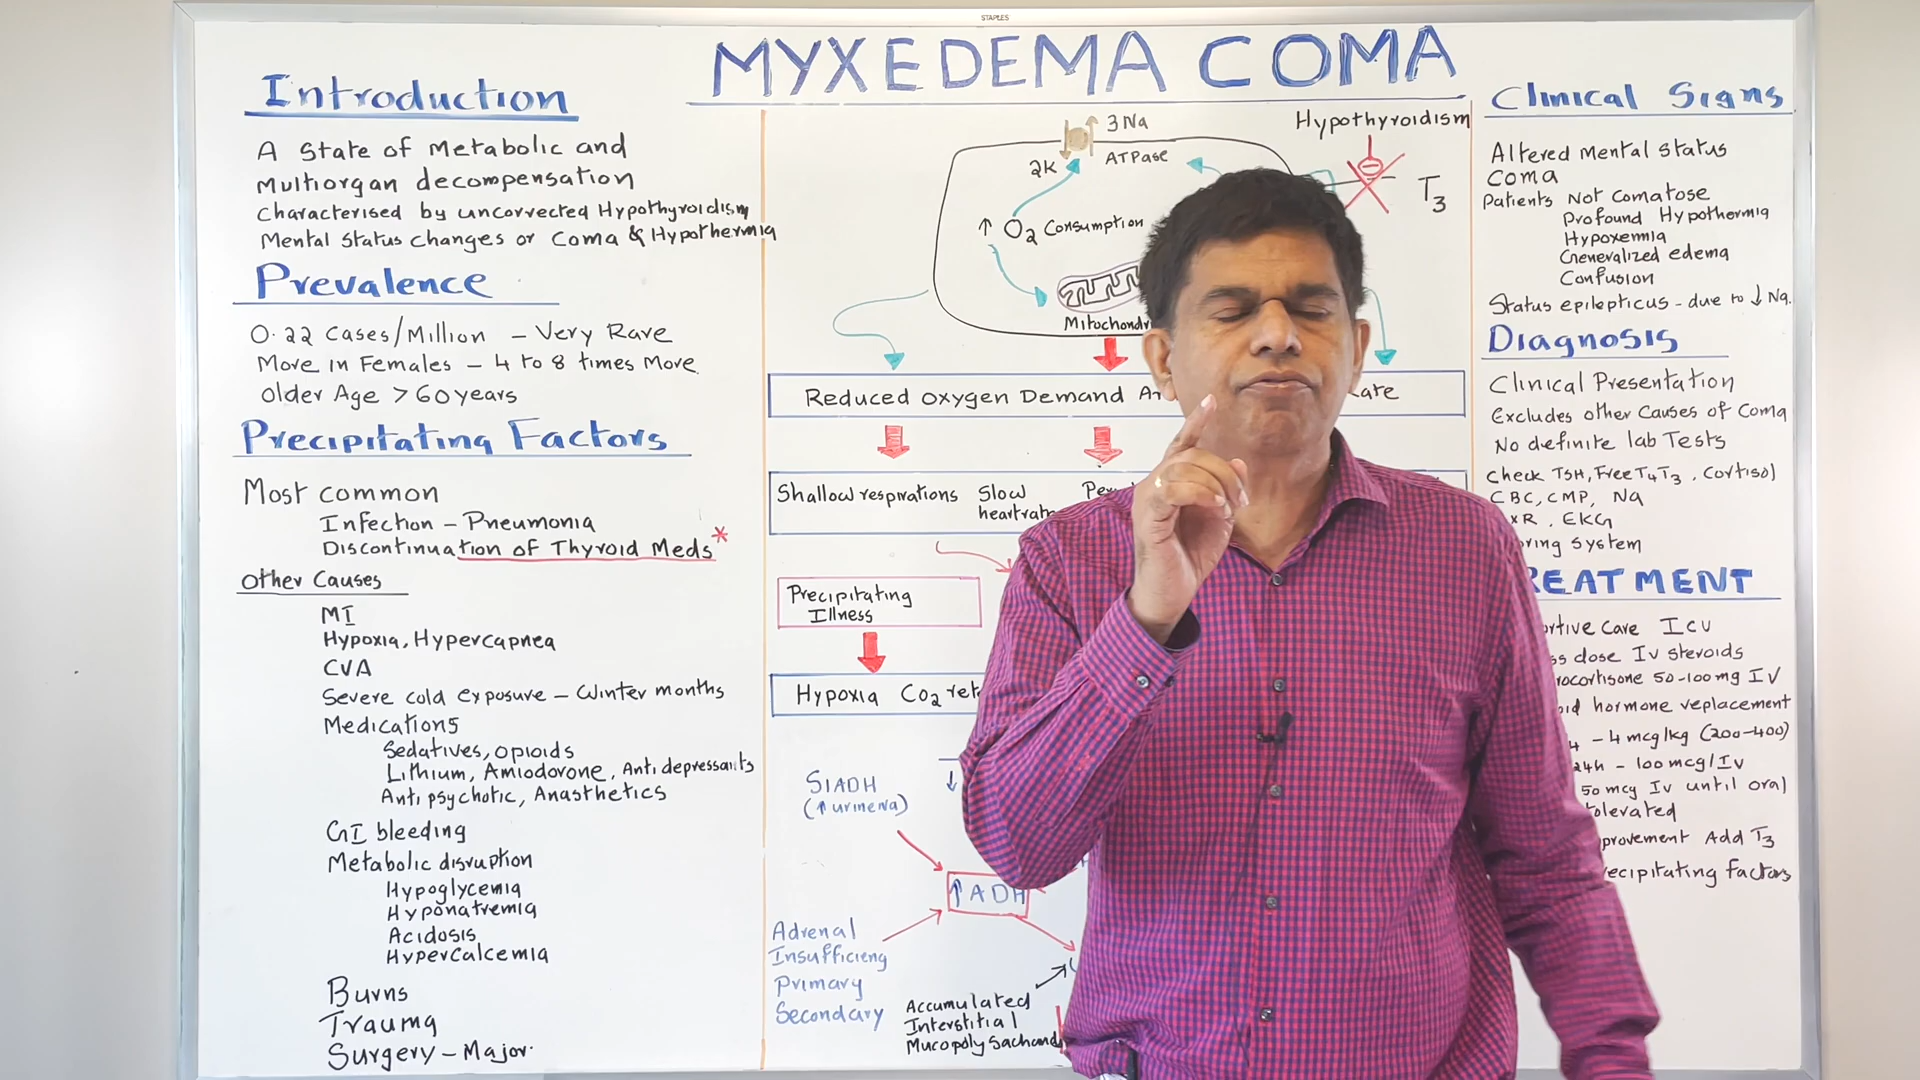 STAPLES
MYXEDEMA COMA
Introduction
A State of Metabolic and
Multiorgan decompensation
Characterised by uncorrected Hypothyroidism
Mental Status changes or Coma & Hypothermia
Prevalence
0.22 Cases/Million – Very Rare
More in Females – 4 to 8 times More
Older Age > 60 years
Precipitating Factors
Most common
Infection – Pneumonia
Discontinuation of Thyroid Meds *
Other Causes
MI
Hypoxia, Hypercapnea
CVA
Severe cold exposure – Winter months
Medications
Sedatives, opioids
Lithium, Amiodorone, Antidepressants
Antipsychotic, Anasthetics
GI bleeding
Metabolic disruption
Hypoglycemia
Hyponatremia
Acidosis
Hypercalcemia
Burns
Trauma
Surgery – Major
3 Na
2K ATPase
Hypothyroidism
T3
↑ O2 Consumption
Reduced oxygen Demand
Shallow respirations
Slow
Precipitating
Illness
Hypoxia CO2
SIADH
↓
↑ ADH
Adrenal
Insufficieny
Primary
Secondary
Accumulated
Interstitial
Clinical Signs
Altered Mental Status
Coma
Patients Not Comatose
Profound Hypothermia
Hypoxemia
Generalized edema
Confusion
Status epilepticus – due to ↓ Na.
Diagnosis
Clinical Presentation
Excludes other Causes of Coma
No definite lab Tests
Check TSH, Free T4 T3, Cortisol
CBC, CMP, Na
EKG
System
TREATMENT
Care ICU
dose IV steroids
50-100 mg IV
hormone replacement
– 4 mcg/kg (200-400)
24h – 100 mcg/IV
50 mcg IV until oral
Add T3
factors